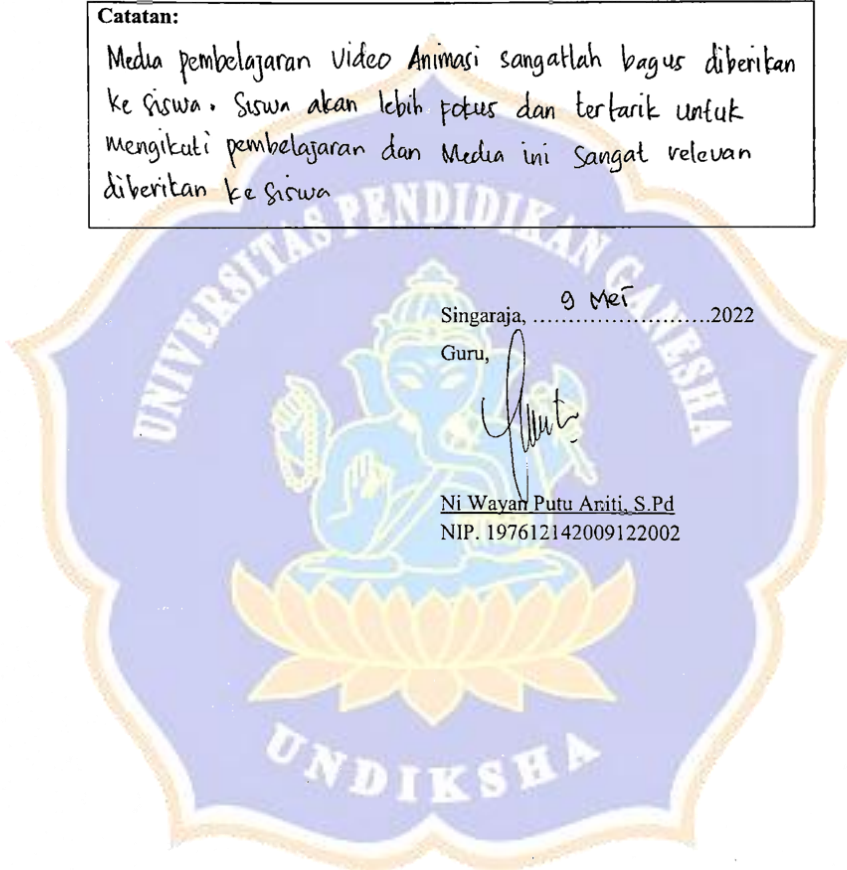 Catatan:
Media pembelajaran video Animasi sangatlah bagus diberikan
ke siswa. Siswa akan lebih fokus dan tertarik untuk
mengikuti pembelajaran dan Media ini sangat relevan
diberikan ke siswa
UNIVERSITAS PENDIDIKAN GANESHA
Singaraja, 9 Mei 2022
Guru,
Ni Wayan Putu Aniti, S.Pd
NIP. 197612142009122002
UNDIKSHA